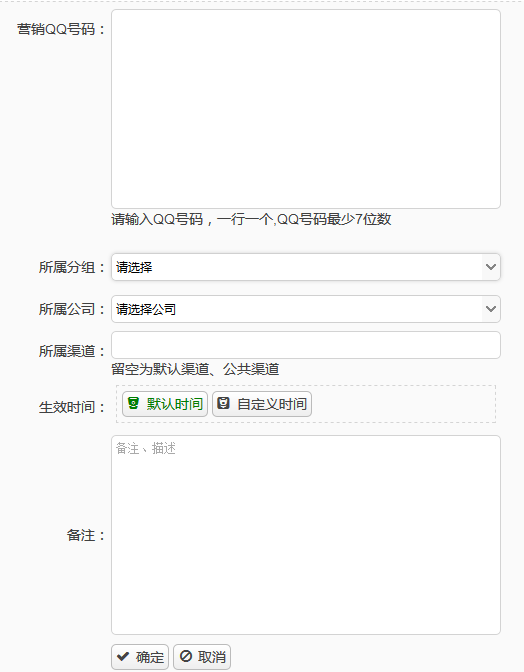 营销QQ号码：
请输入QQ号码，一行一个,QQ号码最少7位数
所属分组： 请选择
所属公司： 请选择公司
所属渠道：
留空为默认渠道、公共渠道
生效时间： 默认时间 自定义时间
备注、描述
备注：
确定 取消